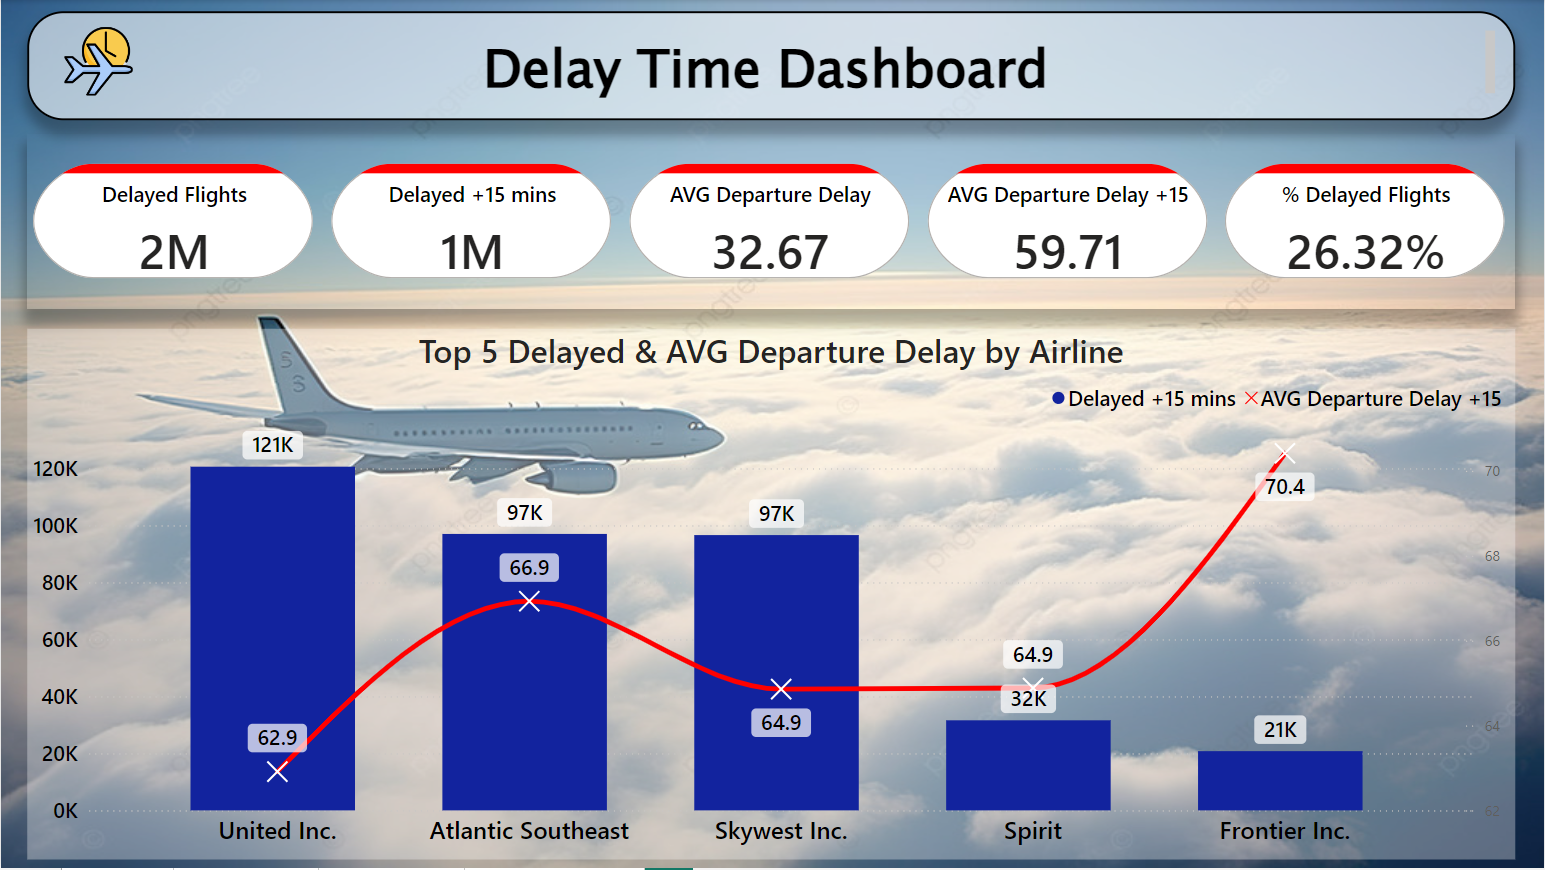 Delay Time Dashboard
Delayed Flights
2M
Delayed +15 mins
1M
AVG Departure Delay
32.67
AVG Departure Delay +15
59.71
% Delayed Flights
26.32%
Top 5 Delayed & AVG Departure Delay by Airline
Delayed +15 mins AVG Departure Delay +15
120K
100K
80K
60K
40K
20K
0K
121K
97K
97K
32K
21K
62.9
66.9
64.9
64.9
70.4
70
68
66
64
62
United Inc.
Atlantic Southeast
Skywest Inc.
Spirit
Frontier Inc.
pngtree